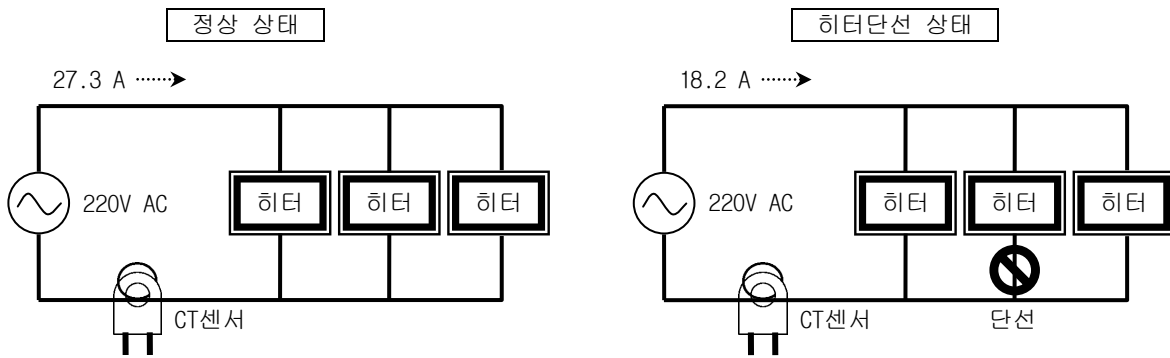 정상 상태
27.3 A
220V AC
히터
히터
히터
CT센서
히터단선 상태
18.2 A
220V AC
히터
히터
히터
CT센서
단선